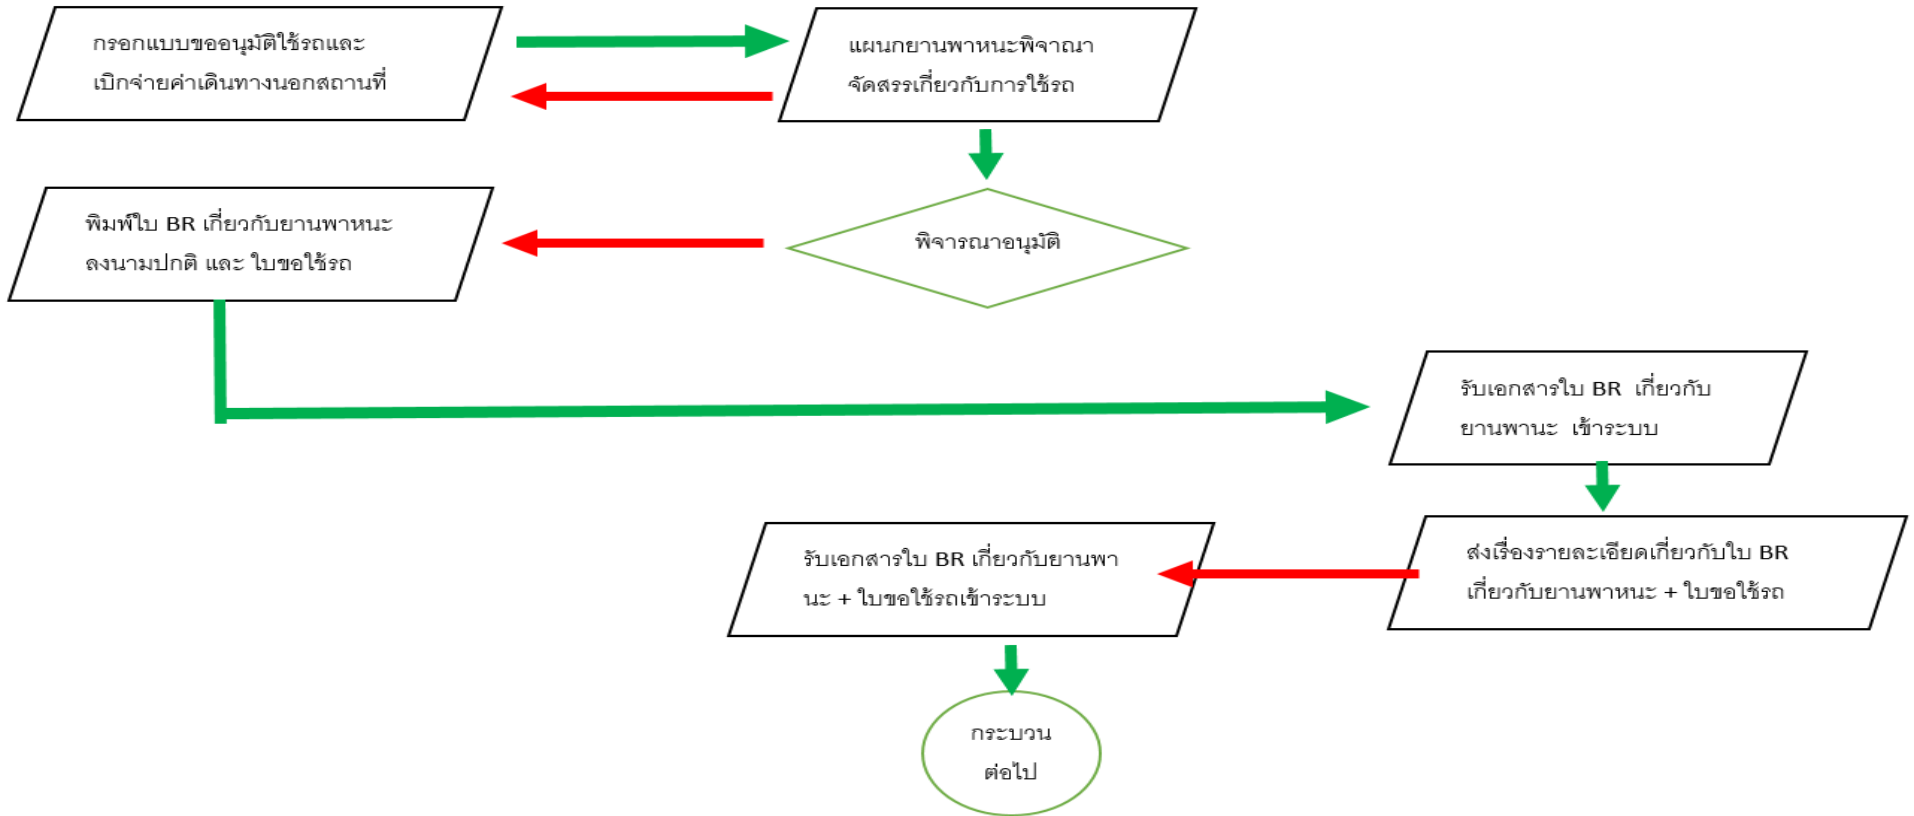 กรอกแบบขออนุมัติใช้รถและ
เบิกจ่ายค่าเดินทางนอกสถานที่
แผนกยานพาหนะพิจาณา
จัดสรรเกี่ยวกับการใช้รถ
พิมพ์ใบ BR เกี่ยวกับยานพาหนะ
ลงนามปกติ และ ใบขอใช้รถ
พิจารณาอนุมัติ
รับเอกสารใบ BR เกี่ยวกับ
ยานพานะ เข้าระบบ
รับเอกสารใบ BR เกี่ยวกับยานพา
นะ + ใบขอใช้รถเข้าระบบ
ส่งเรื่องรายละเอียดเกี่ยวกับใบ BR
เกี่ยวกับยานพาหนะ + ใบขอใช้รถ
กระบวน
ต่อไป